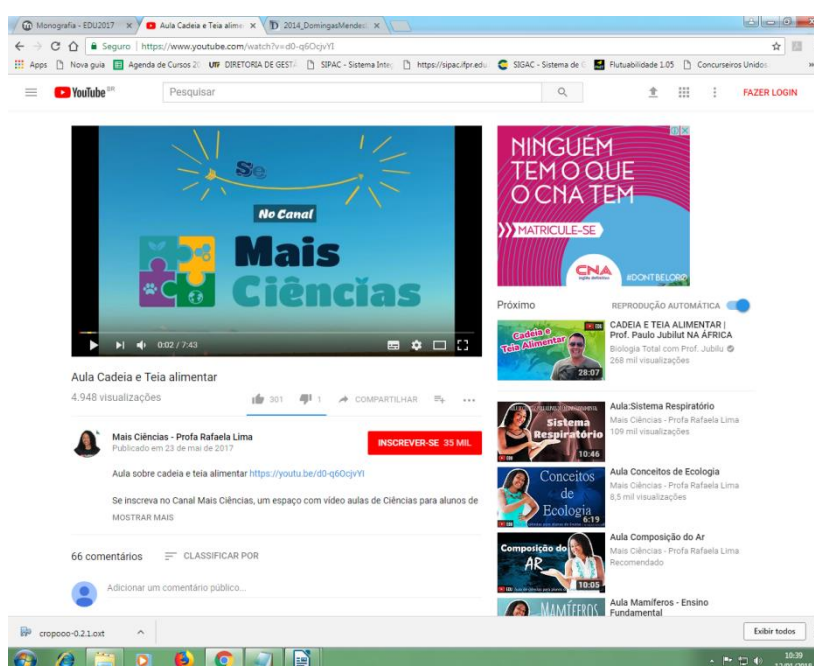 Monografia - EDU2017
Aula Cadeia e Teia alime
2014_DomingasMendes
Seguro | https://www.youtube.com/watch?v=d0-q6OcjvYI
Apps Nova guia Agenda de Cursos 20 DIRETORIA DE GEST SIPAC - Sistema Integ https://sipac.ifpr.edu SIGAC - Sistema de G Flutuabilidade 1.05 Concurseiros Unidos
YouTube BR
Pesquisar
FAZER LOGIN
Se
No Canal
Mais
Ciências
0:02 / 7:43
NINGUÉM
TEM O QUE
O CNA TEM
MATRICULE-SE
CNA
inglês definitivo
Próximo
REPRODUÇÃO AUTOMÁTICA
Cadeia e
Teia Alimentar
28:07
CADEIA E TEIA ALIMENTAR |
Prof. Paulo Jubilut NA ÁFRICA
Biologia Total com Prof. Jubilu
268 mil visualizações
Aula Cadeia e Teia alimentar
4.948 visualizações
301
1
COMPARTILHAR
Mais Ciências - Profa Rafaela Lima
Publicado em 23 de mai de 2017
INSCREVER-SE 35 MIL
Aula sobre cadeia e teia alimentar https://youtu.be/d0-q6OcjvYI
Se inscreva no Canal Mais Ciências, um espaço com vídeo aulas de Ciências para alunos de
MOSTRAR MAIS
66 comentários
CLASSIFICAR POR
Adicionar um comentário público...
Sistema
Respiratório
10:46
Aula:Sistema Respiratório
Mais Ciências - Profa Rafaela Lima
109 mil visualizações
Conceitos
de
Ecologia
6:19
Aula Conceitos de Ecologia
Mais Ciências - Profa Rafaela Lima
8,5 mil visualizações
Composição do
AR
10:05
Aula Composição do Ar
Mais Ciências - Profa Rafaela Lima
Recomendado
MAMÍFEROS
Aula Mamíferos - Ensino
Fundamental
cropooo-0.2.1.oxt
Exibir todos
10:39